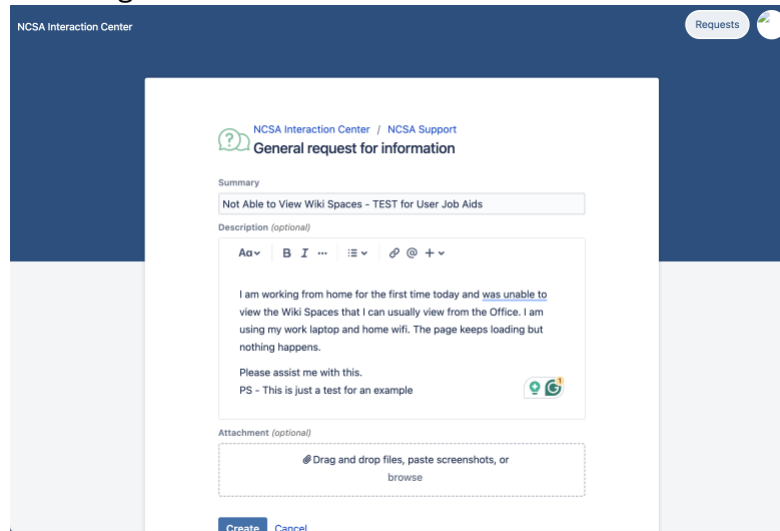 NCSA Interaction Center
Requests
NCSA Interaction Center / NCSA Support
General request for information
Summary
Not Able to View Wiki Spaces - TEST for User Job Aids
Description (optional)
Aa B I ... @ +
I am working from home for the first time today and was unable to
view the Wiki Spaces that I can usually view from the Office. I am
using my work laptop and home wifi. The page keeps loading but
nothing happens.
Please assist me with this.
PS - This is just a test for an example
1
Attachment (optional)
Drag and drop files, paste screenshots, or
browse
Create Cancel